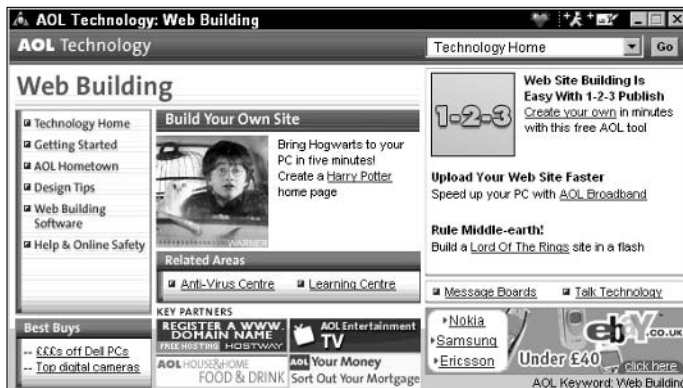 AOL Technology: Web Building
AOL Technology
Technology Home
Go
Web Building
Technology Home
Getting Started
AOL Hometown
Design Tips
Web Building
Software
Help & Online Safety
Best Buys
-- £££s off Dell PCs
-- Top digital cameras
Build Your Own Site
Bring Hogwarts to your
PC in five minutes!
Create a Harry Potter
home page
WARNER
Related Areas
Anti-Virus Centre
Learning Centre
KEY PARTNERS
REGISTER A WWW.
DOMAIN NAME
FREE HOSTING HOSTWAY
AOL Entertainment
TV
AOL HOUSE&HOME
FOOD & DRINK
AOL Your Money
Sort Out Your Mortgage
1-2-3
Web Site Building Is
Easy With 1-2-3 Publish
Create your own in minutes
with this free AOL tool
Upload Your Web Site Faster
Speed up your PC with AOL Broadband
Rule Middle-earth!
Build a Lord Of The Rings site in a flash
Message Boards
Talk Technology
Nokia
Samsung
Ericsson
ebY.co.uk
Under £40
click here
AOL Keyword: Web Building